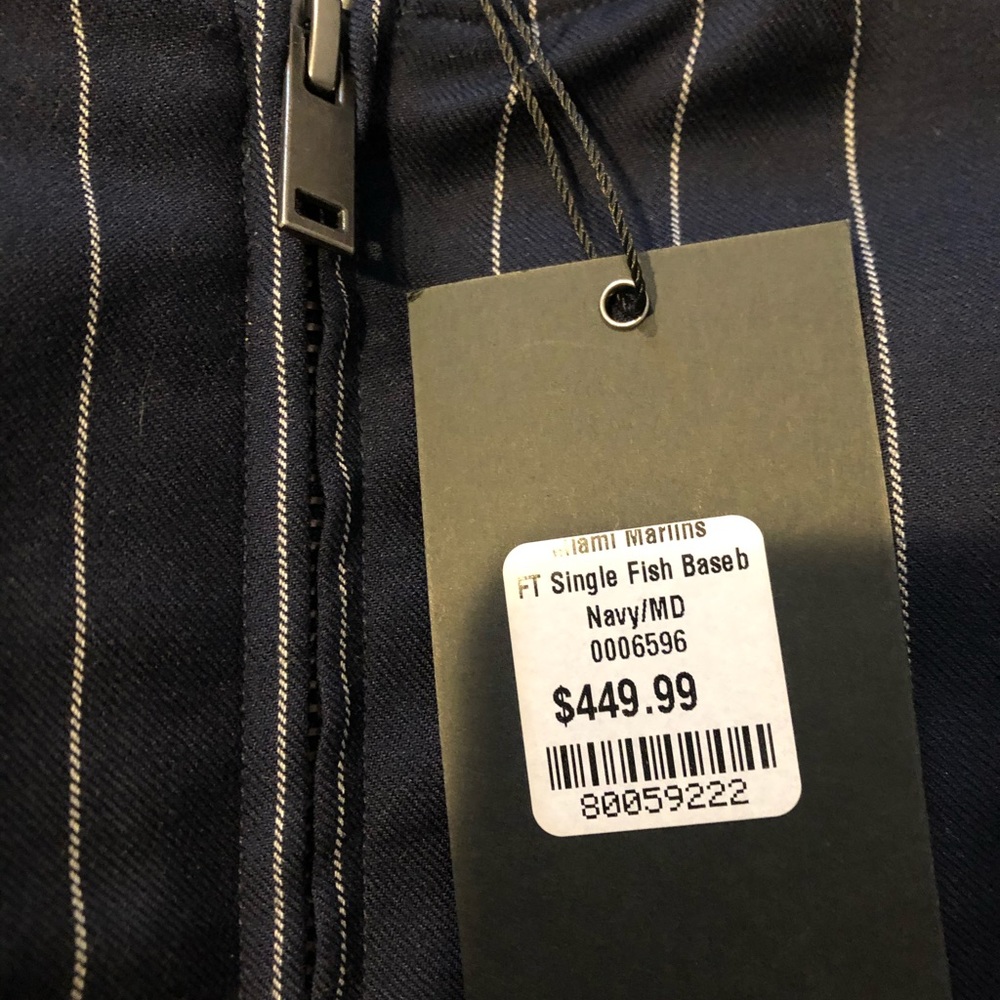 Miami Marlins
FT Single Fish Baseb
Navy/MD
0006596
$449.99
80059222